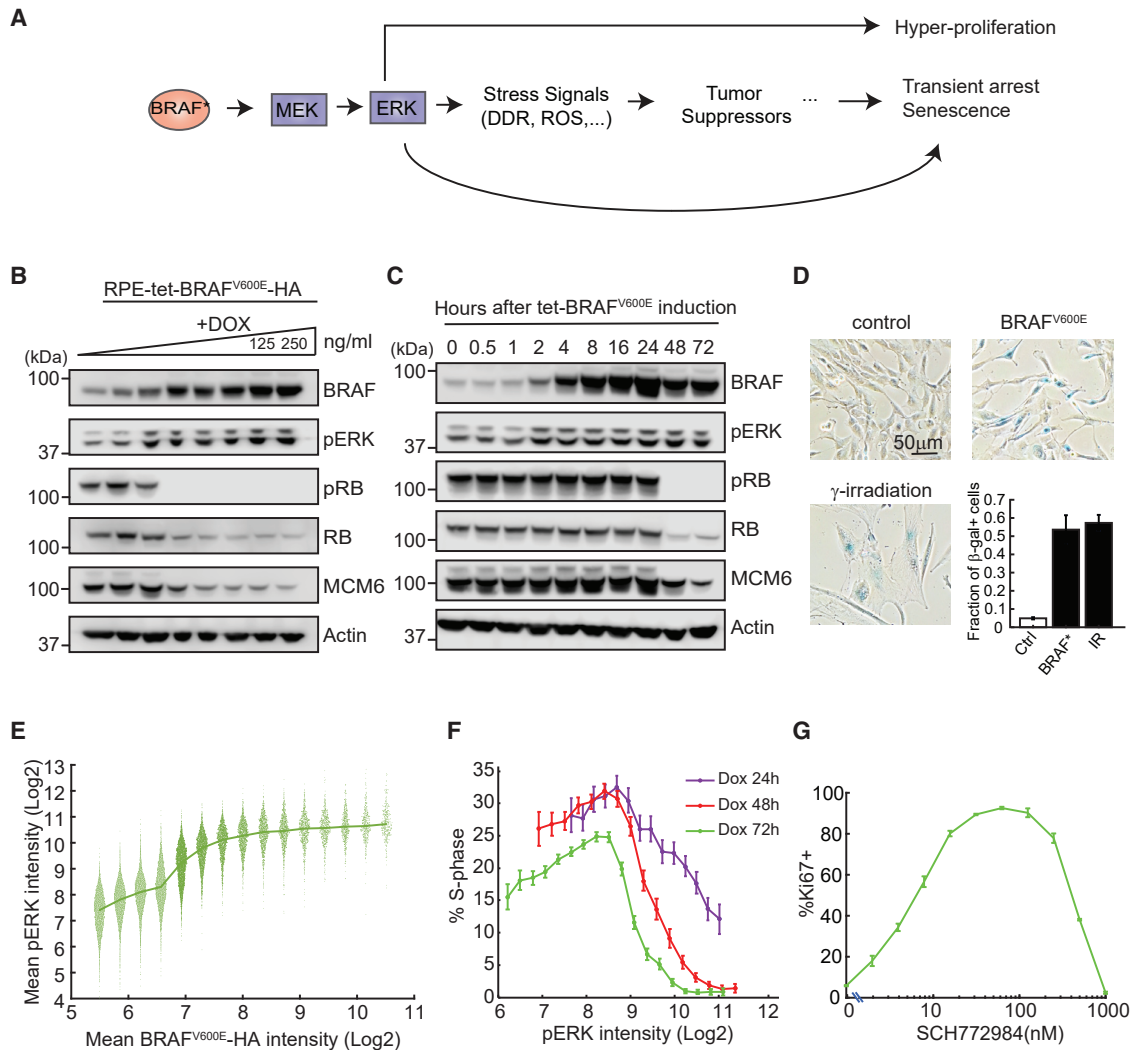 A
Hyper-proliferation
BRAF*
MEK
ERK
Stress Signals
(DDR, ROS,...)
Tumor
Suppressors
...
Transient arrest
Senescence
B
RPE-tet-BRAFV600E-HA
+DOX
125 250 ng/ml
(kDa)
100
BRAF
37
pERK
100
pRB
100
RB
100
MCM6
37
Actin
C
Hours after tet-BRAFV600E induction
(kDa) 0 0.5 1 2 4 8 16 24 48 72
100
BRAF
37
pERK
100
pRB
100
RB
100
MCM6
37
Actin
D
control
BRAFV600E
50μm
γ-irradiation
Fraction of β-gal+ cells
0.7
0.6
0.5
0.4
0.3
0.2
0.1
0
Ctrl
BRAF*
IR
E
Mean pERK intensity (Log2)
13
12
11
10
9
8
7
6
5
4
5 6 7 8 9 10 11
Mean BRAFV600E-HA intensity (Log2)
F
% S-phase
35
30
25
20
15
10
5
0
Dox 24h
Dox 48h
Dox 72h
6 7 8 9 10 11 12
pERK intensity (Log2)
G
%Ki67+
100
80
60
40
20
0
0 10 100 1000
SCH772984(nM)